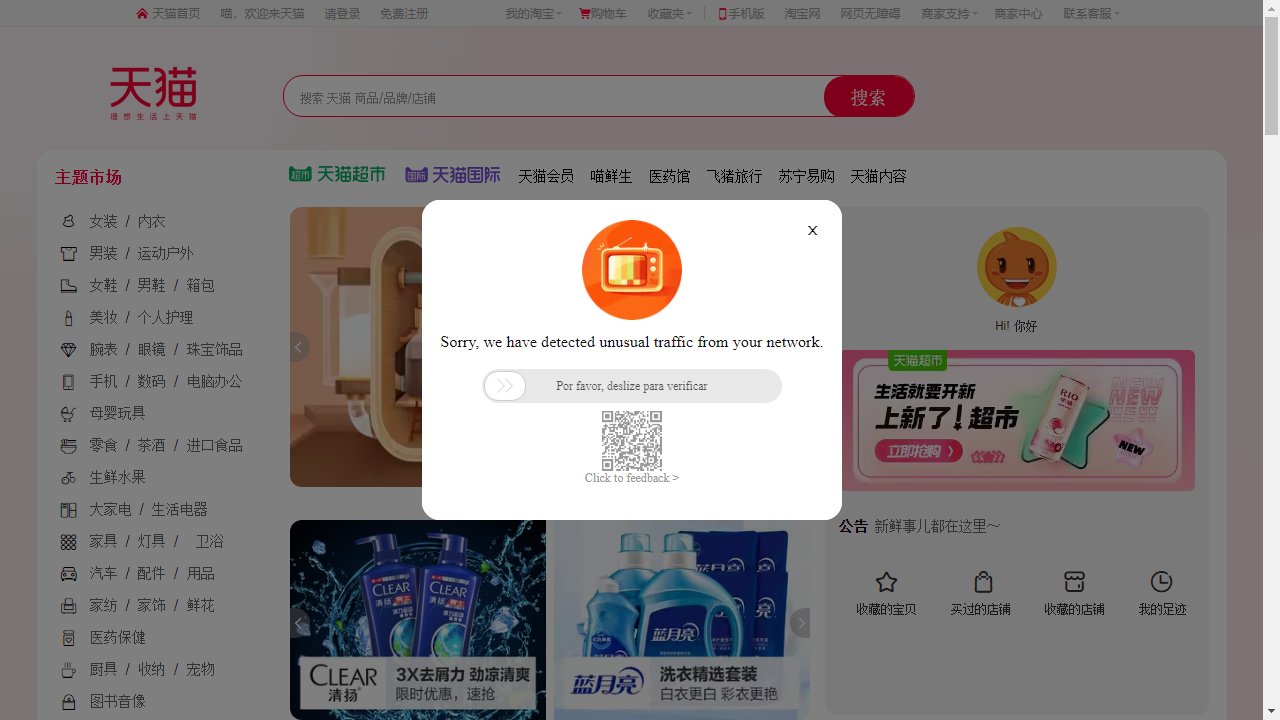 天猫首页 喵，欢迎来天猫 请登录 免费注册 我的淘宝 购物车 收藏夹 手机版 淘宝网 网页无障碍 商家支持 商家中心 联系客服
天猫
理想生活上天猫
搜索 天猫 商品/品牌/店铺
搜索
主题市场
超市 天猫超市 国际 天猫国际 天猫会员 喵鲜生 医药馆 飞猪旅行 苏宁易购 天猫内容
女装 / 内衣
男装 / 运动户外
女鞋 / 男鞋 / 箱包
美妆 / 个人护理
腕表 / 眼镜 / 珠宝饰品
手机 / 数码 / 电脑办公
母婴玩具
零食 / 茶酒 / 进口食品
生鲜水果
大家电 / 生活电器
家具 / 灯具 / 卫浴
汽车 / 配件 / 用品
家纺 / 家饰 / 鲜花
医药保健
厨具 / 收纳 / 宠物
图书音像
X
Sorry, we have detected unusual traffic from your network.
Por favor, deslize para verificar
Click to feedback >
Hi! 你好
天猫超市
生活就要开新
上新了！超市
立即抢购
RIO
NEW
NEW
NEW
公告 新鲜事儿都在这里～
收藏的宝贝 买过的店铺 收藏的店铺 我的足迹
CLEAR
CLEAR
CLEAR
清扬
3X去屑力 劲凉清爽
限时优惠，速抢
蓝月亮
蓝月亮
洗衣精选套装
白衣更白 彩衣更艳